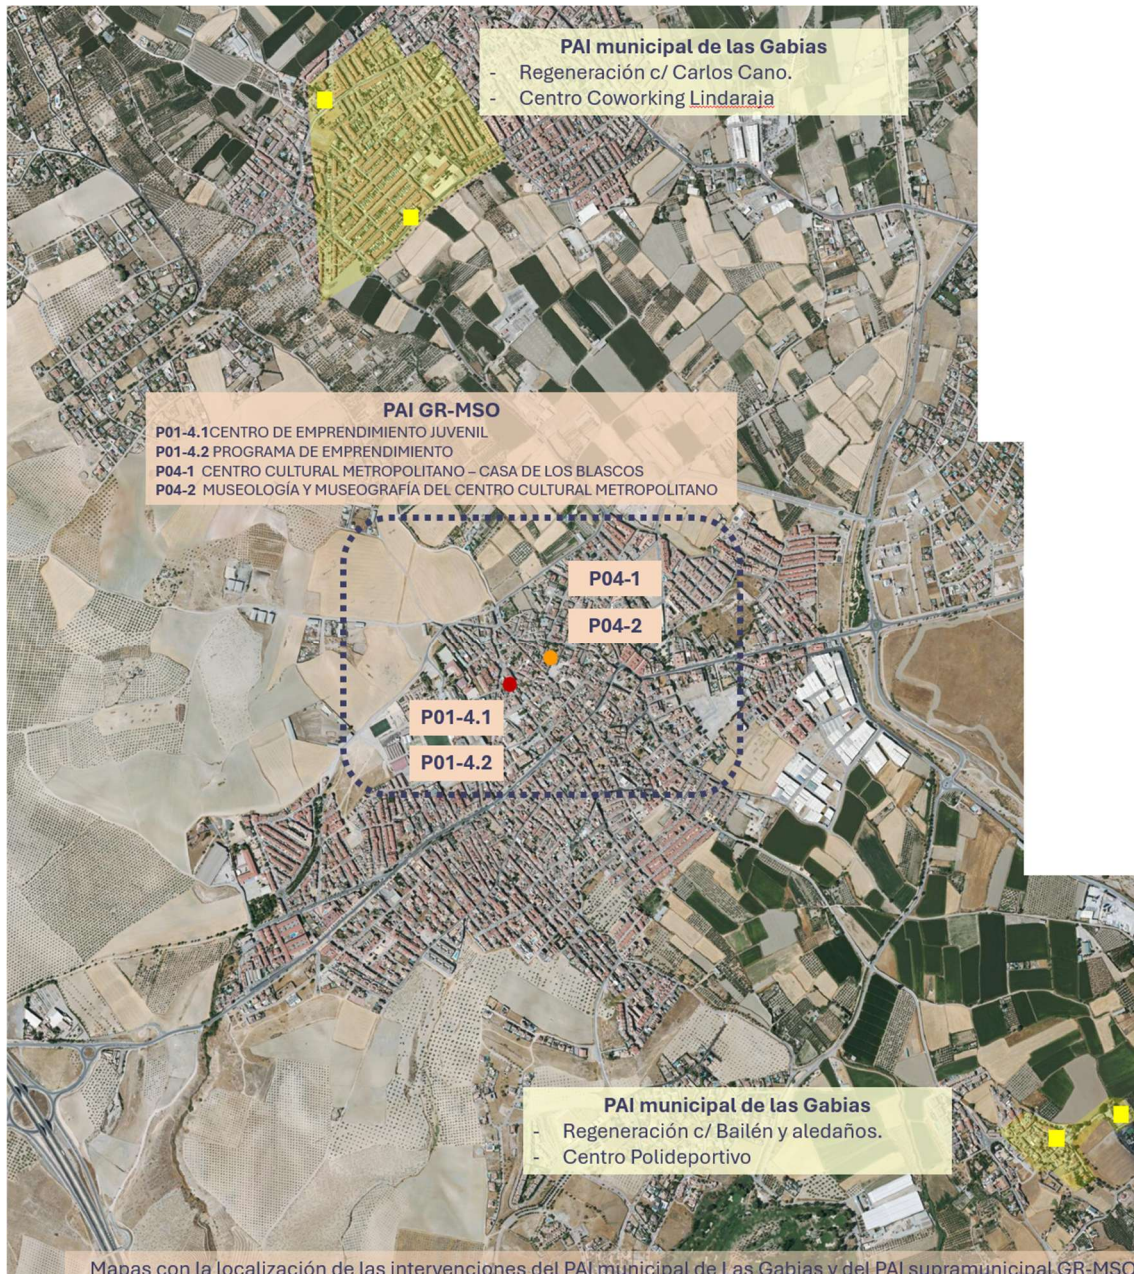 PAI municipal de las Gabias
- Regeneración c/ Carlos Cano.
- Centro Coworking Lindaraja
PAI GR-MSO
P01-4.1CENTRO DE EMPRENDIMIENTO JUVENIL
P01-4.2 PROGRAMA DE EMPRENDIMIENTO
P04-1 CENTRO CULTURAL METROPOLITANO – CASA DE LOS BLASCOS
P04-2 MUSEOLOGÍA Y MUSEOGRAFÍA DEL CENTRO CULTURAL METROPOLITANO
P04-1
P04-2
P01-4.1
P01-4.2
PAI municipal de las Gabias
- Regeneración c/ Bailén y aledaños.
- Centro Polideportivo
Mapas con la localización de las intervenciones del PAI municipal de Las Gabias y del PAI supramunicipal GR-MSO